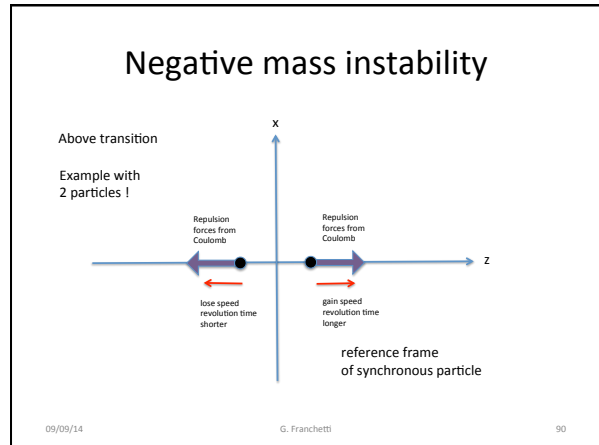 Negative mass instability
x
Above transition
Example with
2 particles !
Repulsion
forces from
Coulomb
Repulsion
forces from
Coulomb
z
lose speed
revolution time
shorter
gain speed
revolution time
longer
reference frame
of synchronous particle
09/09/14
G. Franchetti
90